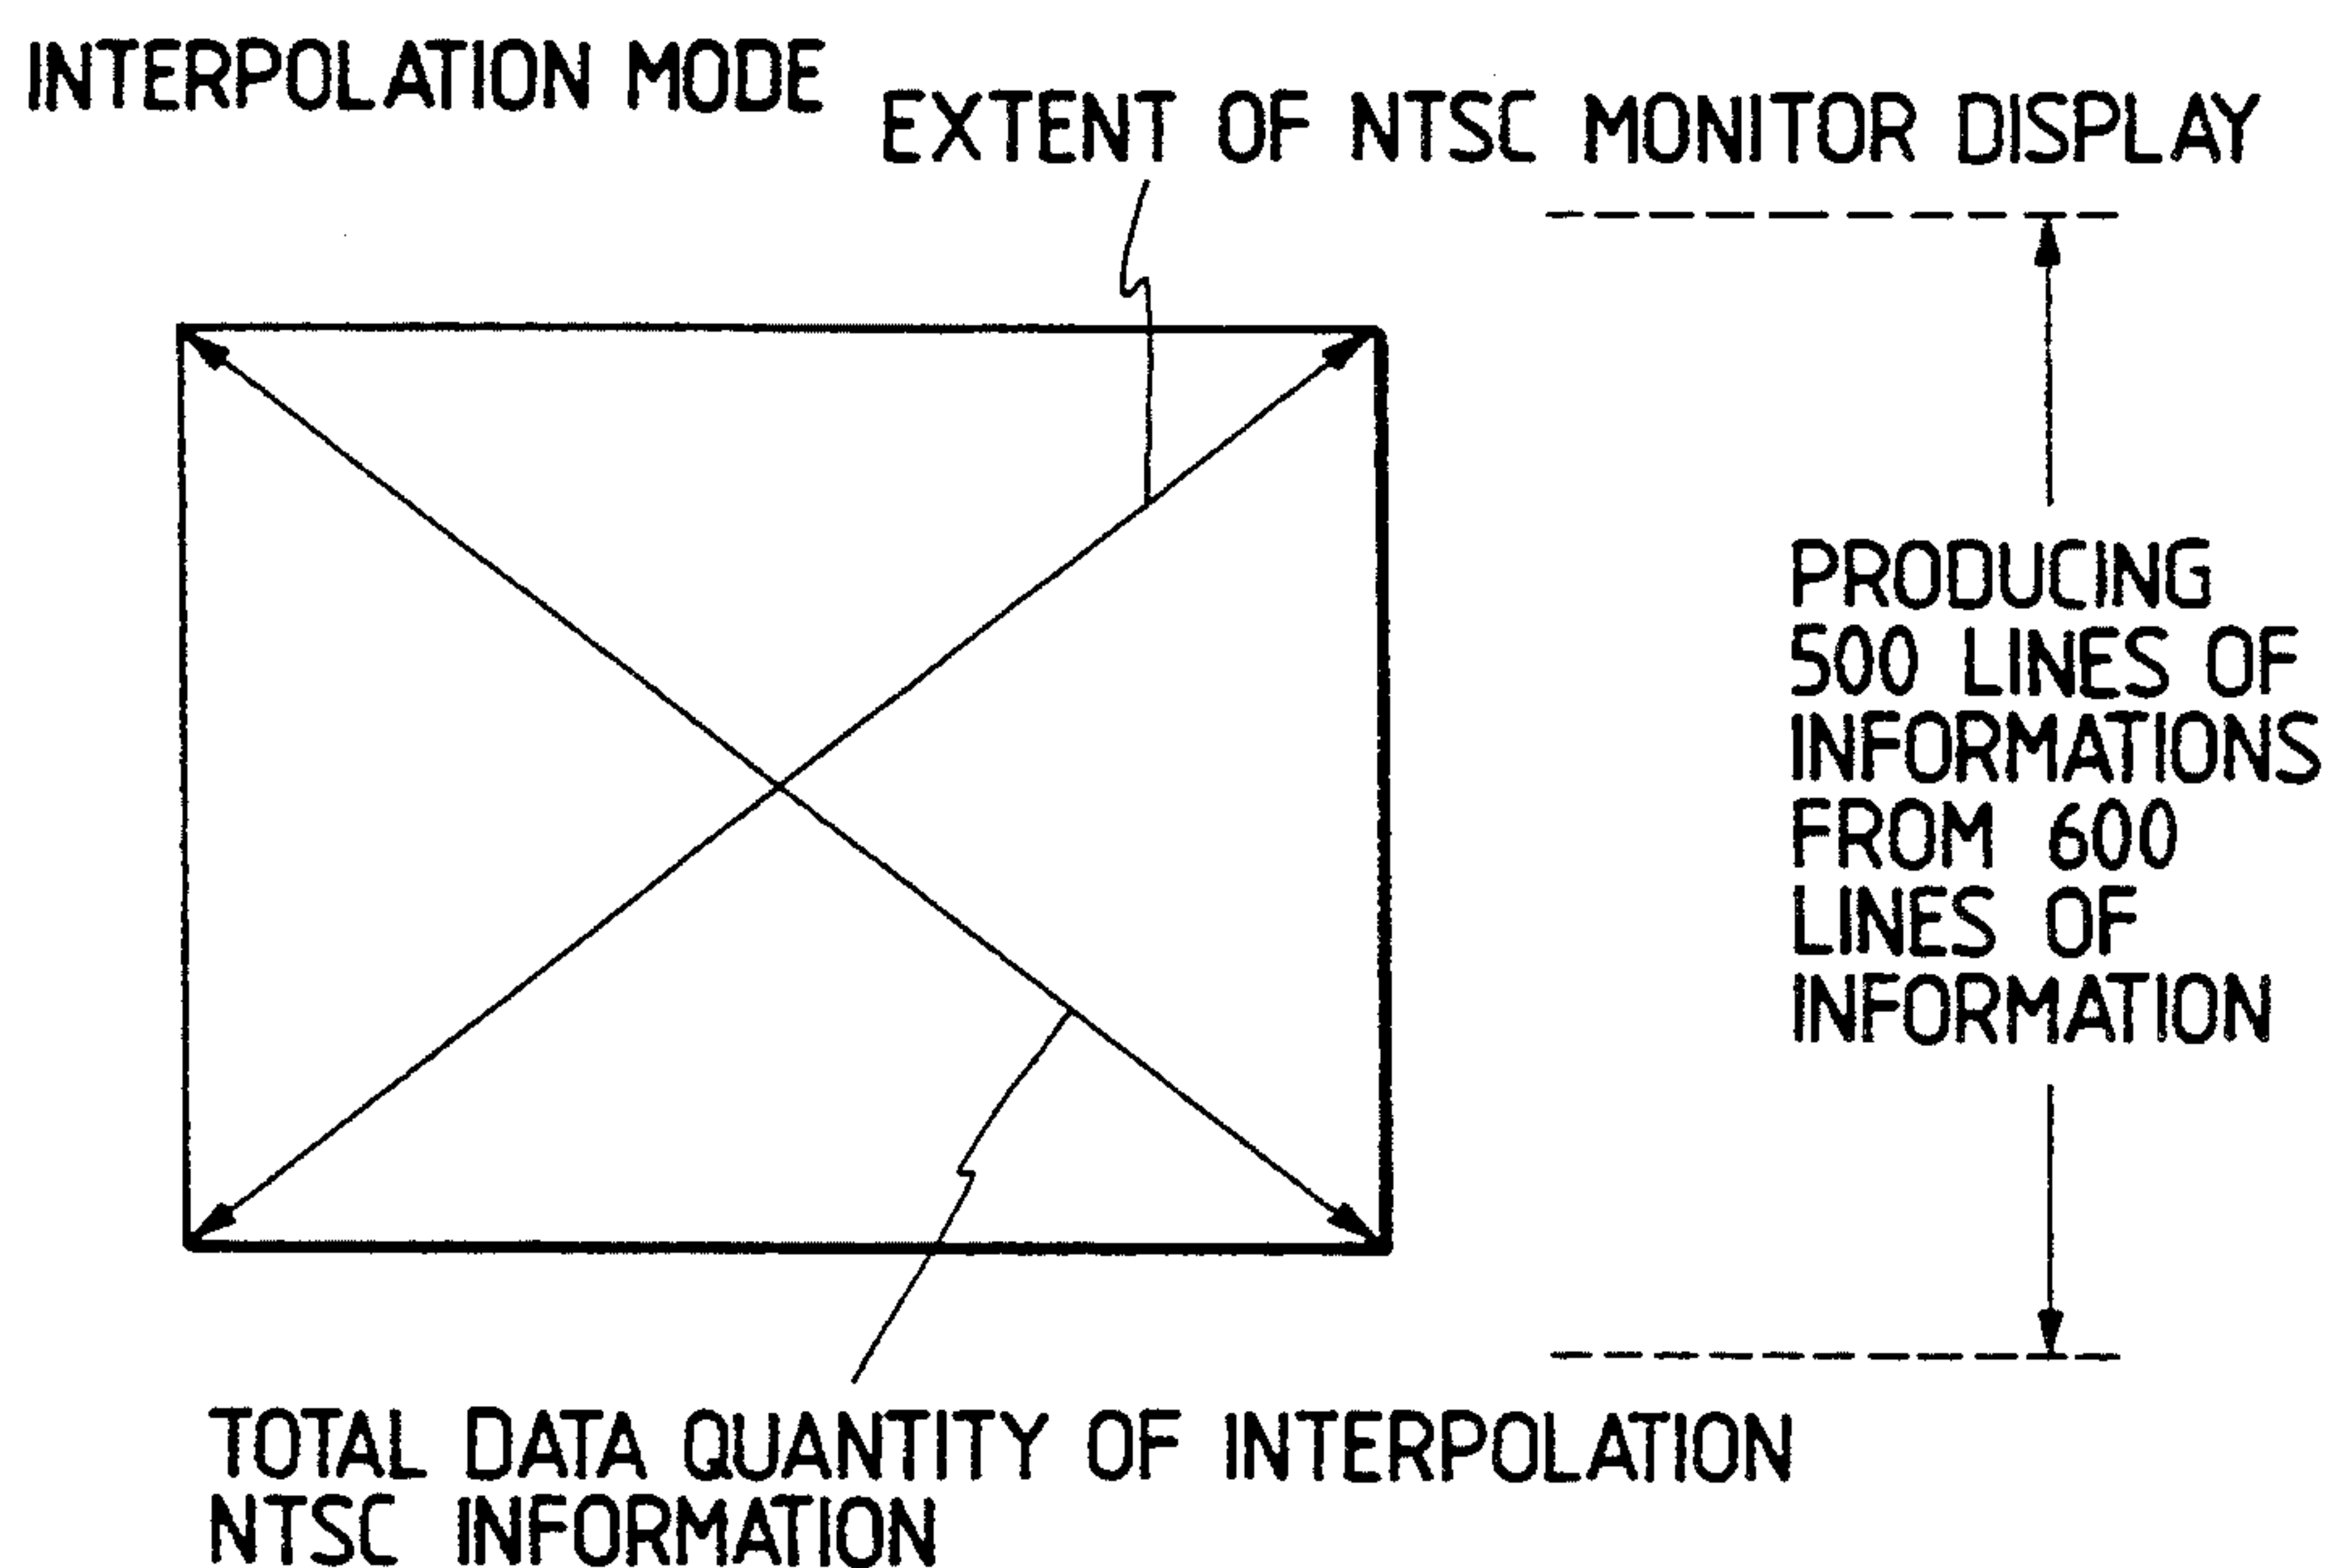 INTERPOLATION MODE
EXTENT OF NTSC MONITOR DISPLAY
PRODUCING
500 LINES OF
INFORMATIONS
FROM 600
LINES OF
INFORMATION
TOTAL DATA QUANTITY OF INTERPOLATION
NTSC INFORMATION